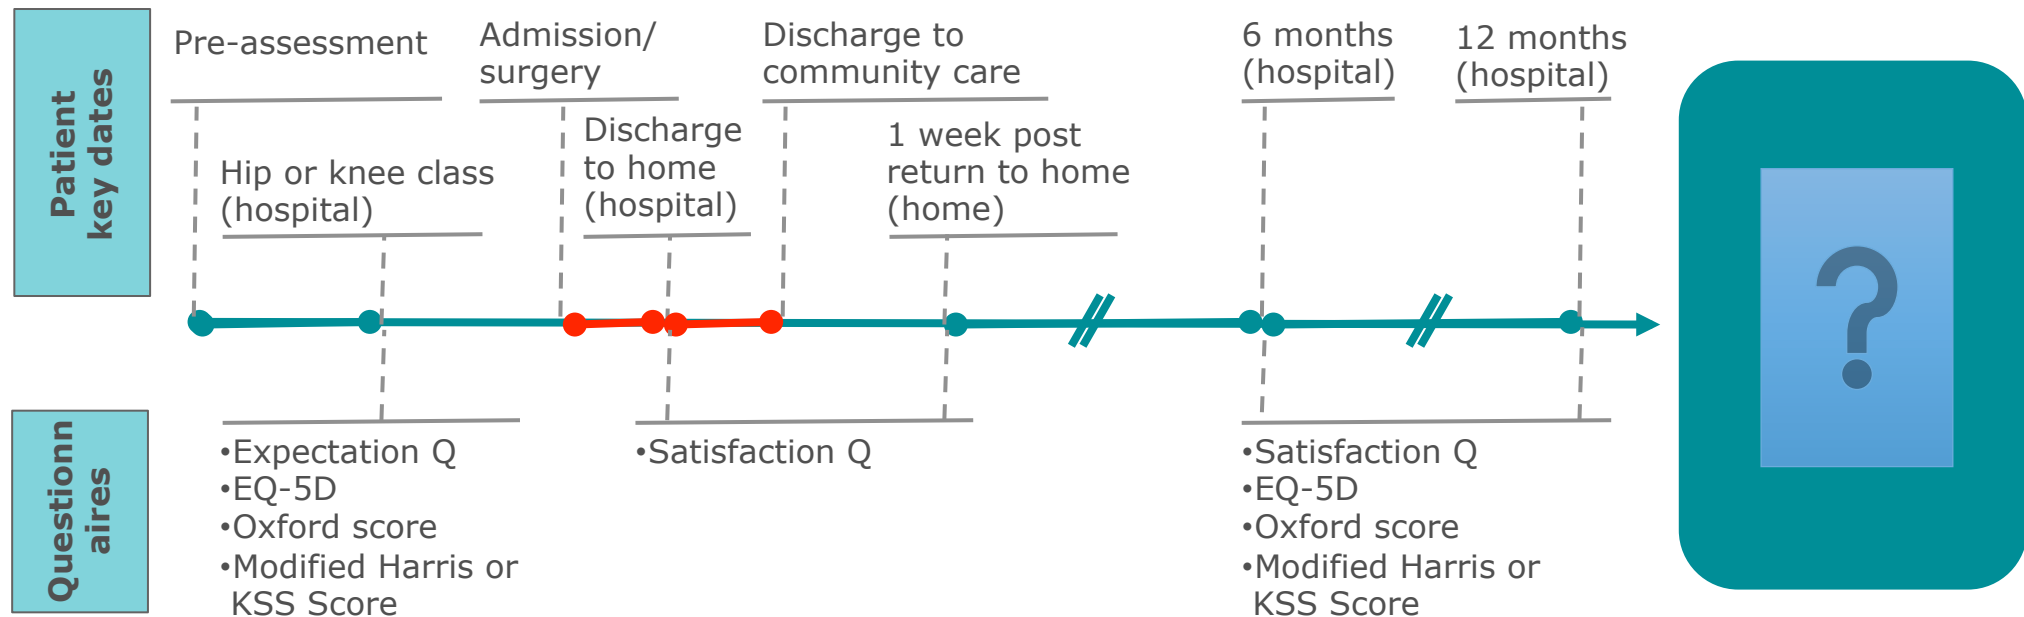 Patient
key dates
Pre-assessment
Admission/
surgery
Discharge to
community care
6 months
(hospital)
12 months
(hospital)
Hip or knee class
(hospital)
Discharge
to home
(hospital)
1 week post
return to home
(home)
?
Questionn
aires
•Expectation Q
•EQ-5D
•Oxford score
•Modified Harris or
KSS Score
•Satisfaction Q
•Satisfaction Q
•EQ-5D
•Oxford score
•Modified Harris or
KSS Score